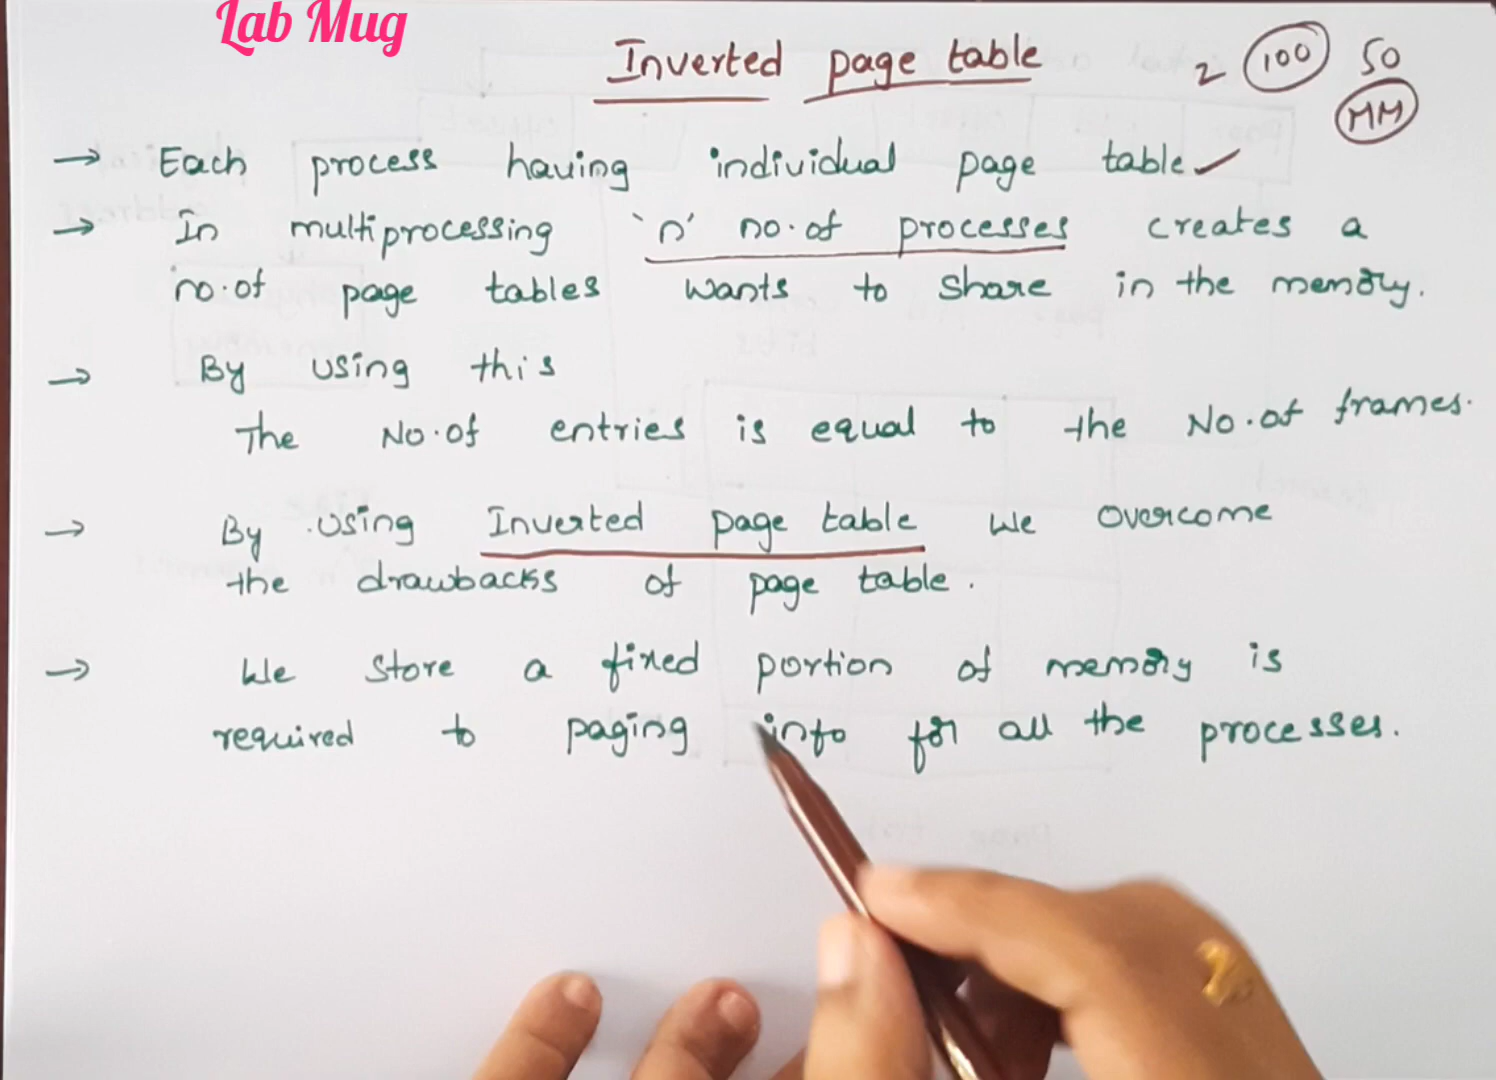 Lab Mug
Inverted page table
2 100 50
MM
→ Each process having individual page table ✓
→ In multiprocessing 'n' no.of processes creates a
no.of page tables wants to share in the memory.
→ By using this
The No.of entries is equal to the No.of frames.
→ By using Inverted page table we overcome
the drawbacks of page table.
→ We store a fixed portion of memory is
required to paging info for all the processes.